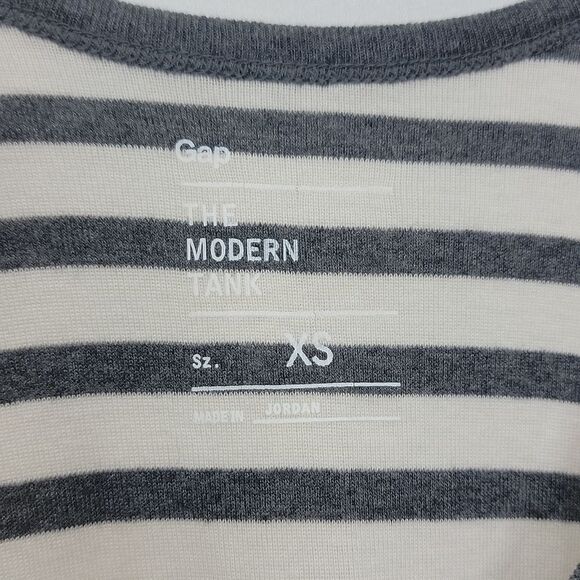 Gap
THE
MODERN
TANK
Sz. XS
MADE IN JORDAN